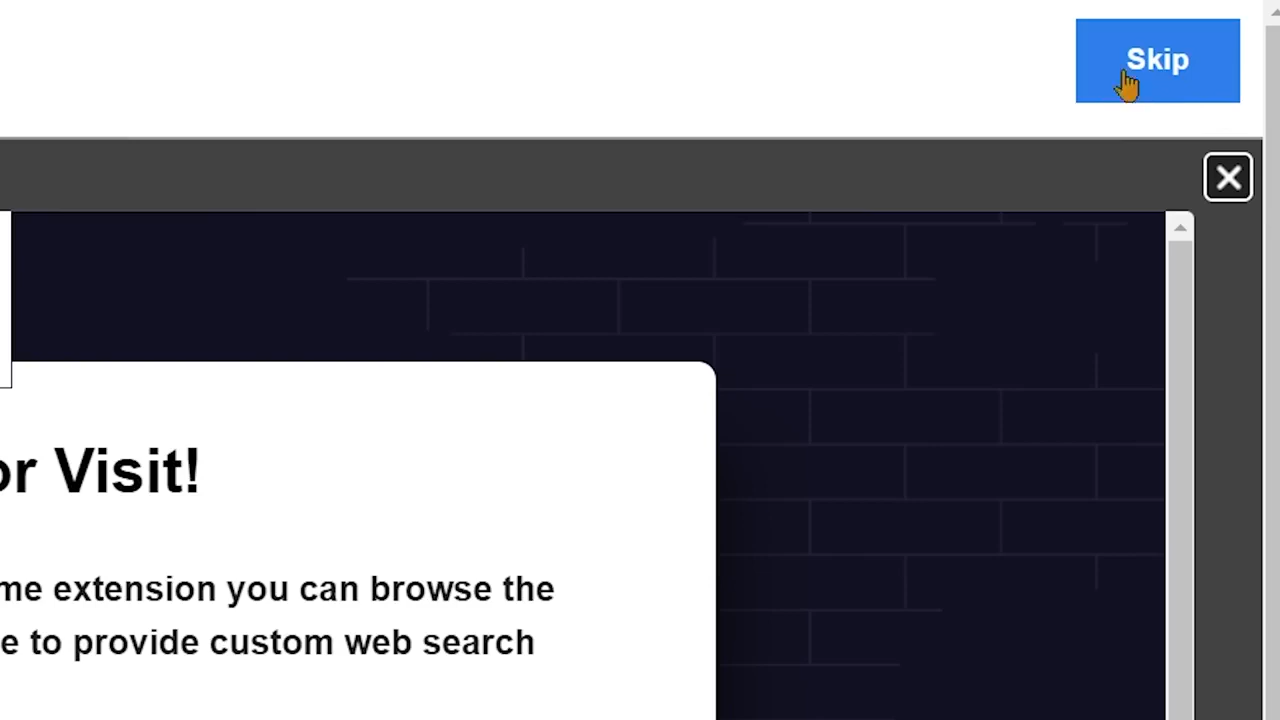 Skip
or Visit!
me extension you can browse the
e to provide custom web search